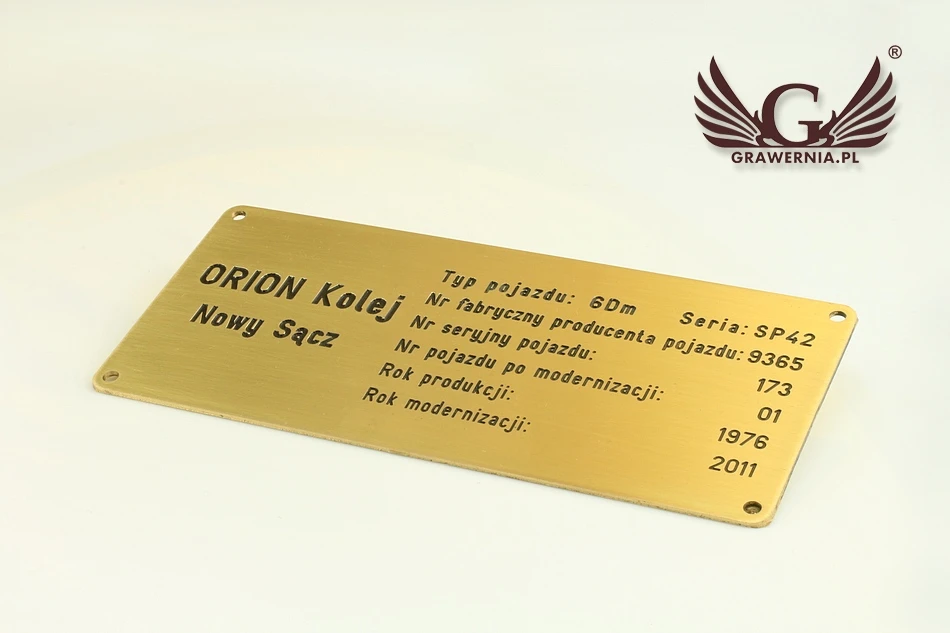 G
®
GRAWERNIA.PL
ORION Kolej
Nowy Sącz
Typ pojazdu: 6Dm Seria: SP42
Nr fabryczny producenta pojazdu: 9365
Nr seryjny pojazdu: 173
Nr pojazdu po modernizacji: 01
Rok produkcji: 1976
Rok modernizacji: 2011